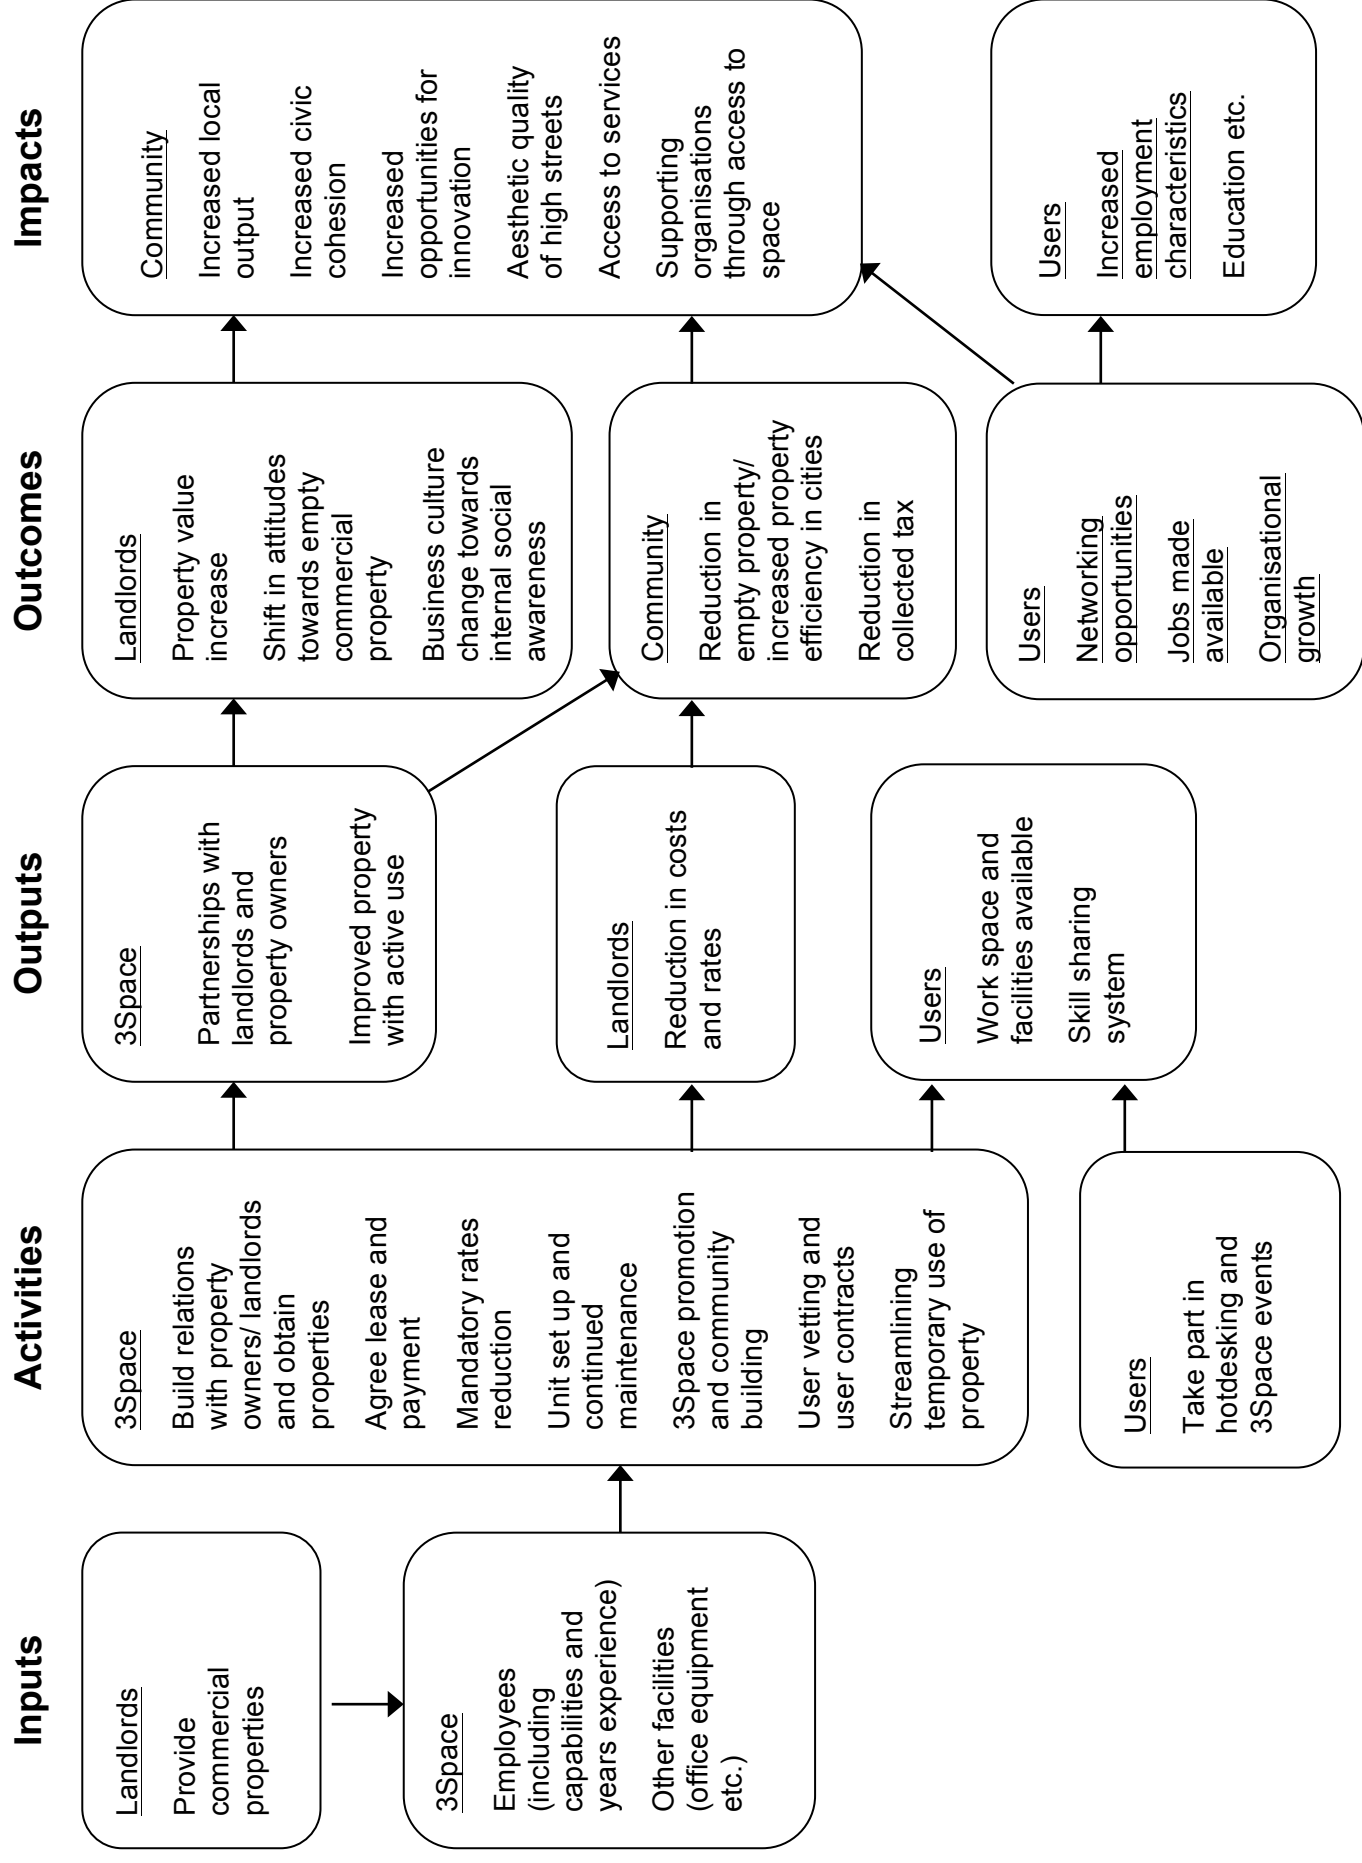 Inputs
Landlords
Provide
commercial
properties
3Space
Employees
(including
capabilities and
years experience)
Other facilities
(office equipment
etc.)
Activities
3Space
Build relations
with property
owners/ landlords
and obtain
properties
Agree lease and
payment
Mandatory rates
reduction
Unit set up and
continued
maintenance
3Space promotion
and community
building
User vetting and
user contracts
Streamlining
temporary use of
property
Users
Take part in
hotdesking and
3Space events
Outputs
3Space
Partnerships with
landlords and
property owners
Improved property
with active use
Landlords
Reduction in costs
and rates
Users
Work space and
facilities available
Skill sharing
system
Outcomes
Landlords
Property value
increase
Shift in attitudes
towards empty
commercial
property
Business culture
change towards
internal social
awareness
Community
Reduction in
empty property/
increased property
efficiency in cities
Reduction in
collected tax
Users
Networking
opportunities
Jobs made
available
Organisational
growth
Impacts
Community
Increased local
output
Increased civic
cohesion
Increased
opportunities for
innovation
Aesthetic quality
of high streets
Access to services
Supporting
organisations
through access to
space
Users
Increased
employment
characteristics
Education etc.